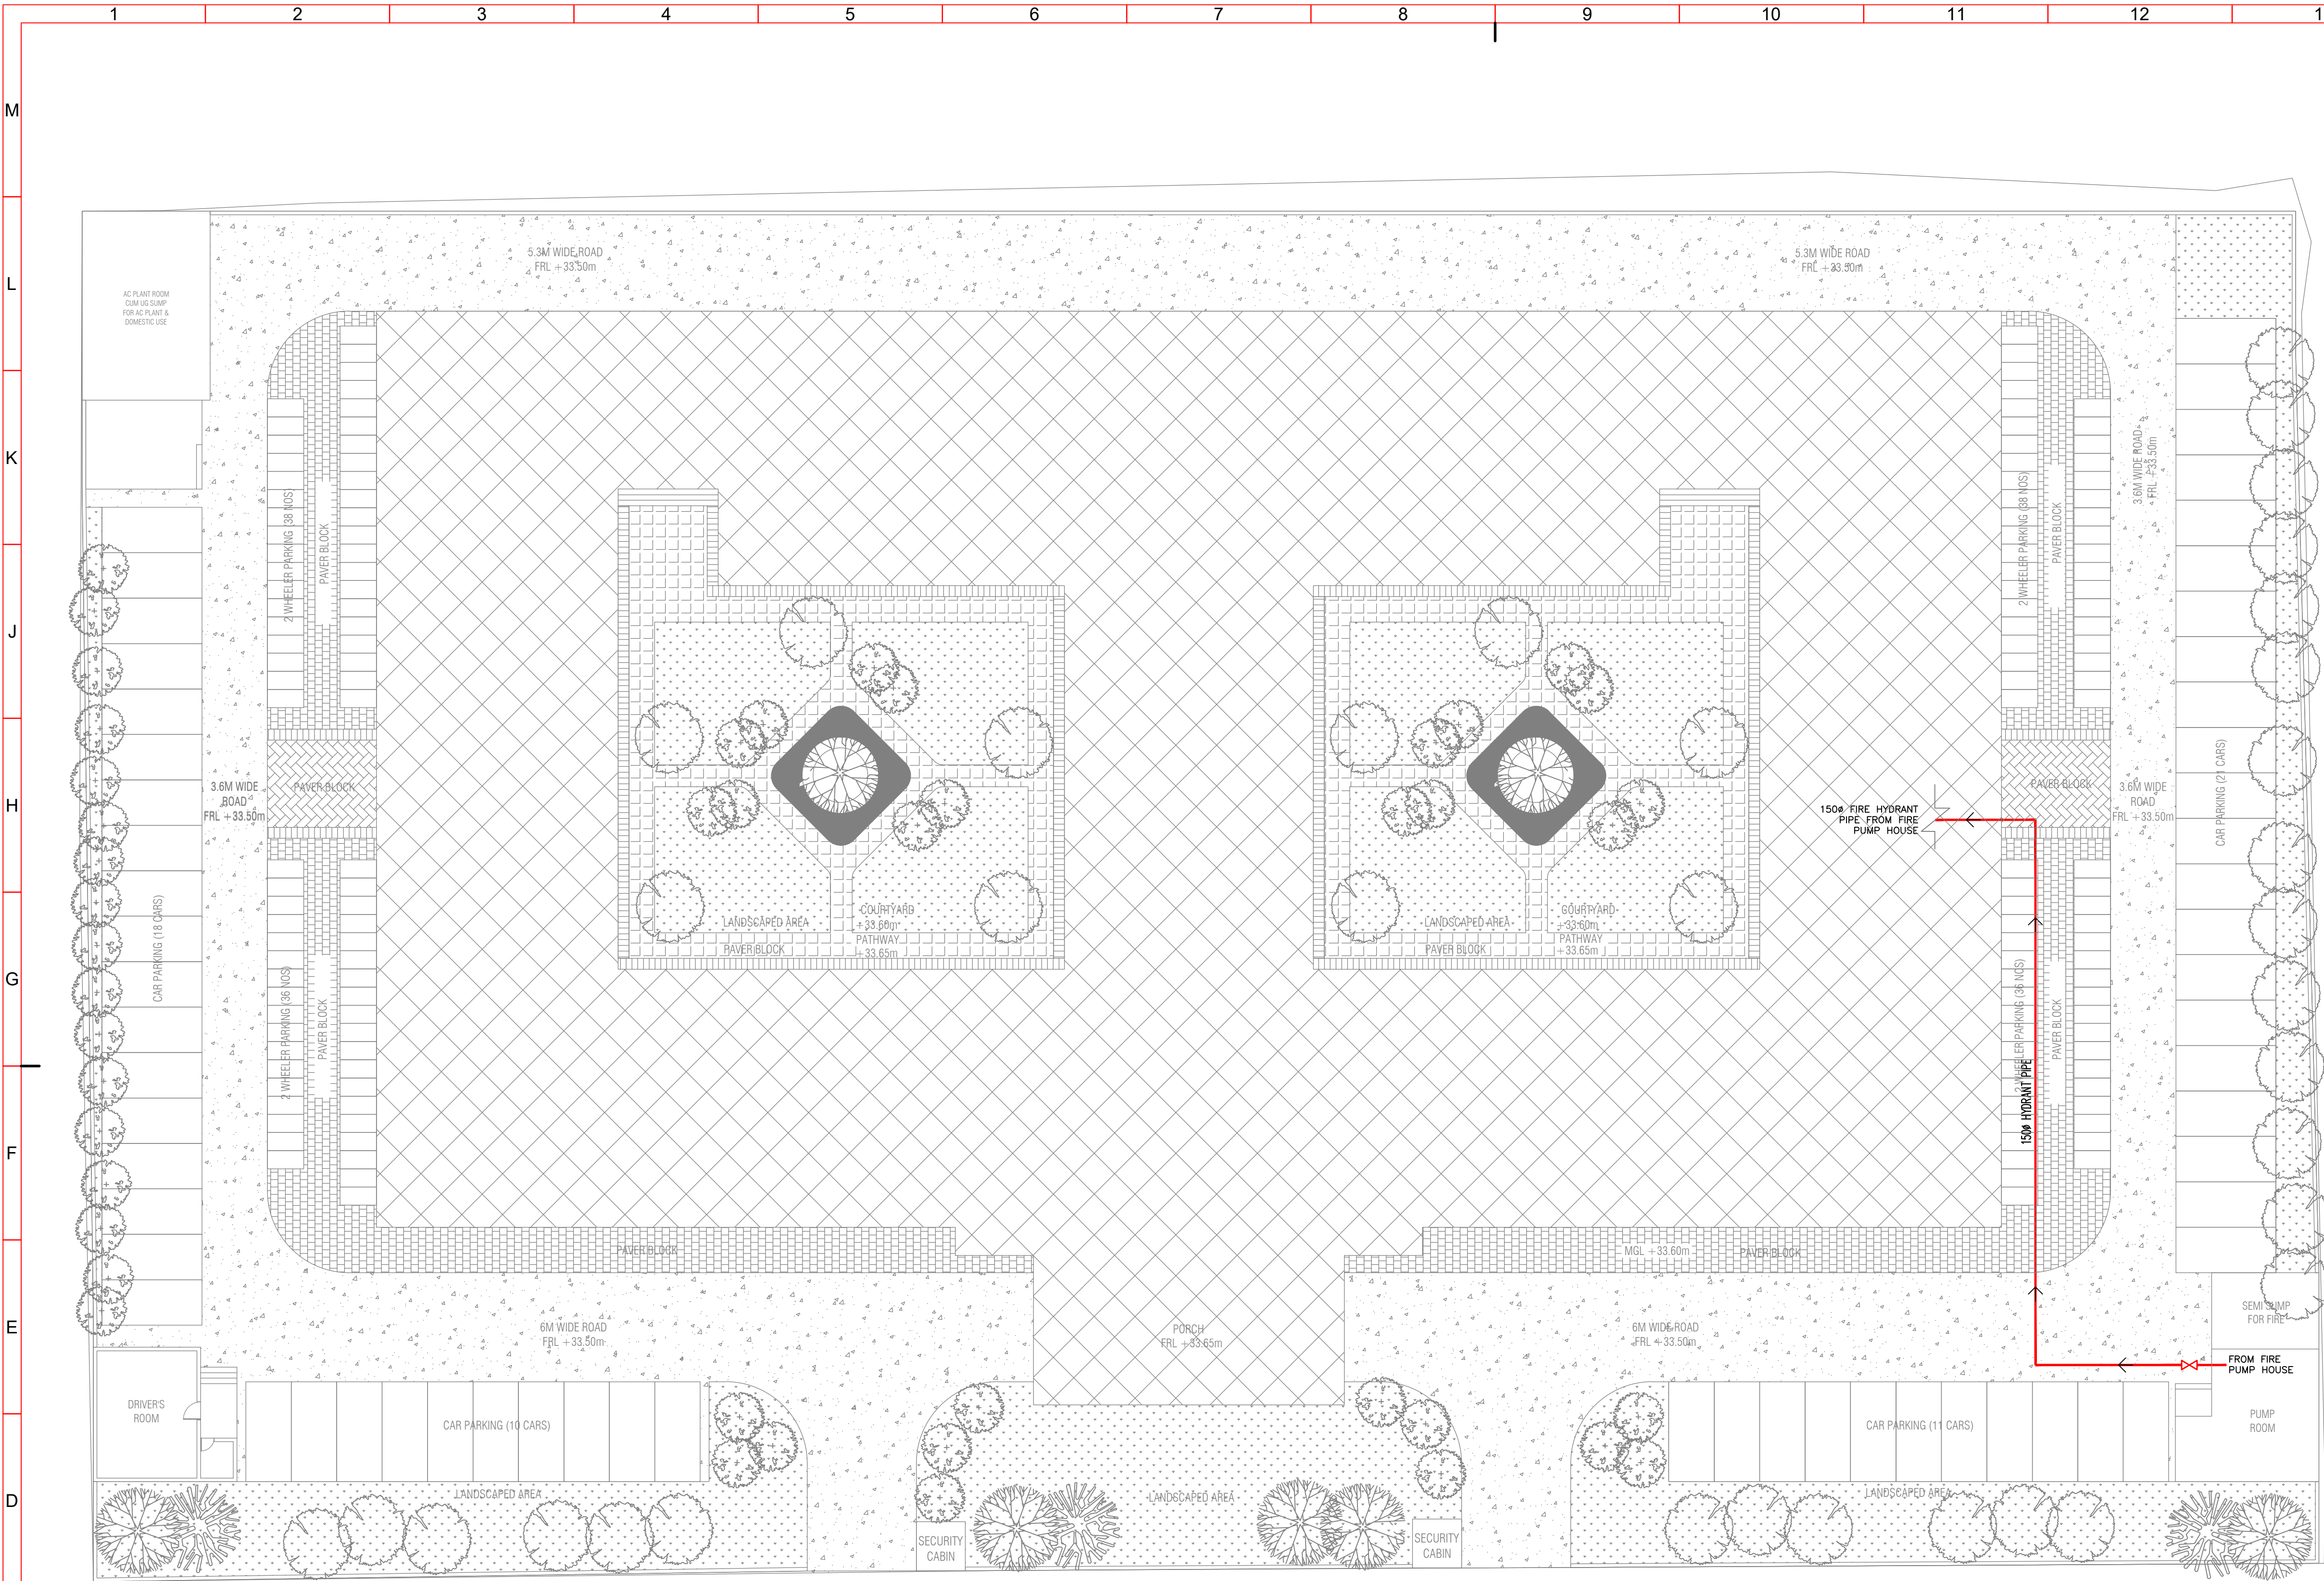 1
2
3
4
5
6
7
8
9
10
11
12
1
M
L
K
J
H
G
F
E
D
5.3M WIDE ROAD
FRL +33.50m
5.3M WIDE ROAD
FRL +33.50m
AC PLANT ROOM
CUM UG SUMP
FOR AC PLANT &
DOMESTIC USE
2 WHEELER PARKING (38 NOS)
PAVER BLOCK
2 WHEELER PARKING (38 NOS)
PAVER BLOCK
3.6M WIDE ROAD
FRL +33.50m
3.6M WIDE
ROAD
FRL +33.50m
PAVER BLOCK
150ø FIRE HYDRANT
PIPE FROM FIRE
PUMP HOUSE
PAVER BLOCK
3.6M WIDE
ROAD
FRL +33.50m
CAR PARKING (21 CARS)
CAR PARKING (18 CARS)
2 WHEELER PARKING (36 NOS)
PAVER BLOCK
LANDSCAPED AREA
PAVER BLOCK
COURTYARD
+33.60m
PATHWAY
+33.65m
LANDSCAPED AREA
PAVER BLOCK
COURTYARD
+33.60m
PATHWAY
+33.65m
2 WHEELER PARKING (36 NOS)
150ø HYDRANT PIPE
PAVER BLOCK
PAVER BLOCK
MGL +33.60m
PAVER BLOCK
6M WIDE ROAD
FRL +33.50m
PORCH
FRL +33.65m
6M WIDE ROAD
FRL +33.50m
SEMI SUMP
FOR FIRE
FROM FIRE
PUMP HOUSE
DRIVER'S
ROOM
CAR PARKING (10 CARS)
CAR PARKING (11 CARS)
PUMP
ROOM
LANDSCAPED AREA
LANDSCAPED AREA
LANDSCAPED AREA
SECURITY
CABIN
SECURITY
CABIN